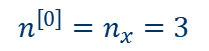 n^{[0]} = n_x = 3